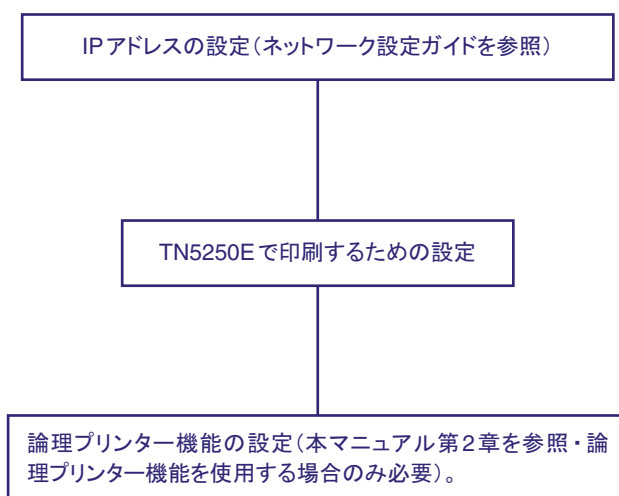 IPアドレスの設定（ネットワーク設定ガイドを参照）
TN5250Eで印刷するための設定
論理プリンター機能の設定（本マニュアル第2章を参照・論
理プリンター機能を使用する場合のみ必要）。